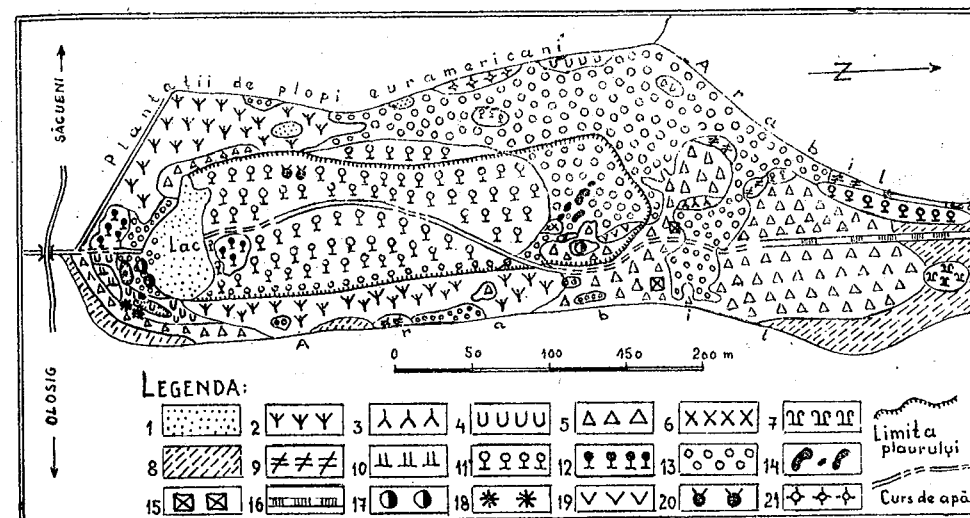 Plantatii de plopi euramericani
Arabil
Z
SĂCUENI
Lac
OLOSIG
Arabil
0 50 100 150 200 m
LEGENDA:
1 2 3 4 5 6 7
Limita plaurului
8 9 10 11 12 13 14
15 16 17 18 19 20 21
Curs de apă